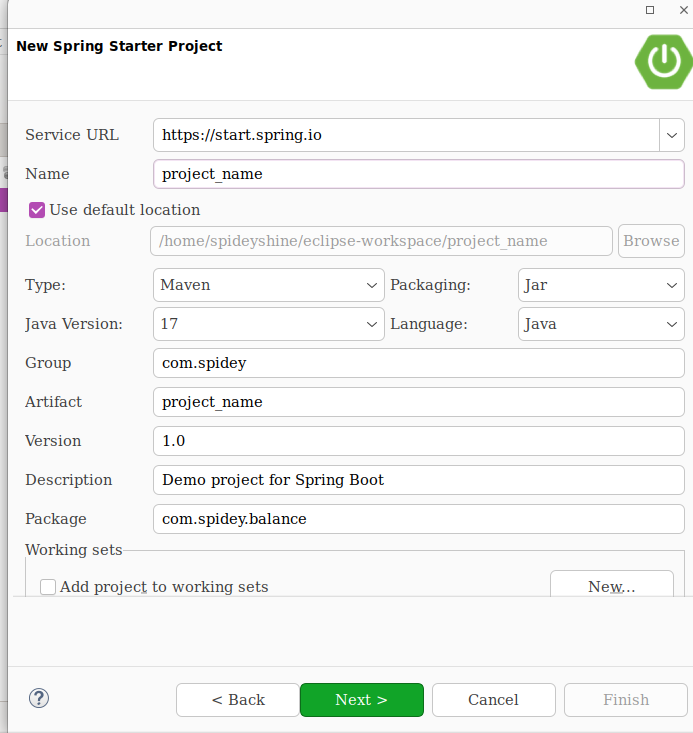 New Spring Starter Project
Service URL https://start.spring.io
Name project_name
Use default location
Location /home/spideyshine/eclipse-workspace/project_name Browse
Type: Maven Packaging: Jar
Java Version: 17 Language: Java
Group com.spidey
Artifact project_name
Version 1.0
Description Demo project for Spring Boot
Package com.spidey.balance
Working sets
Add project to working sets New...
? < Back Next > Cancel Finish